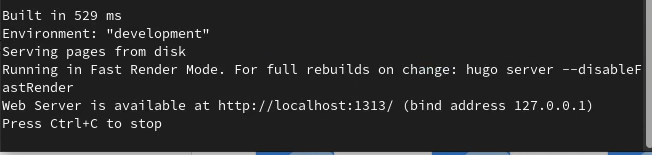 Built in 529 ms
Environment: "development"
Serving pages from disk
Running in Fast Render Mode. For full rebuilds on change: hugo server --disableF
astRender
Web Server is available at http://localhost:1313/ (bind address 127.0.0.1)
Press Ctrl+C to stop